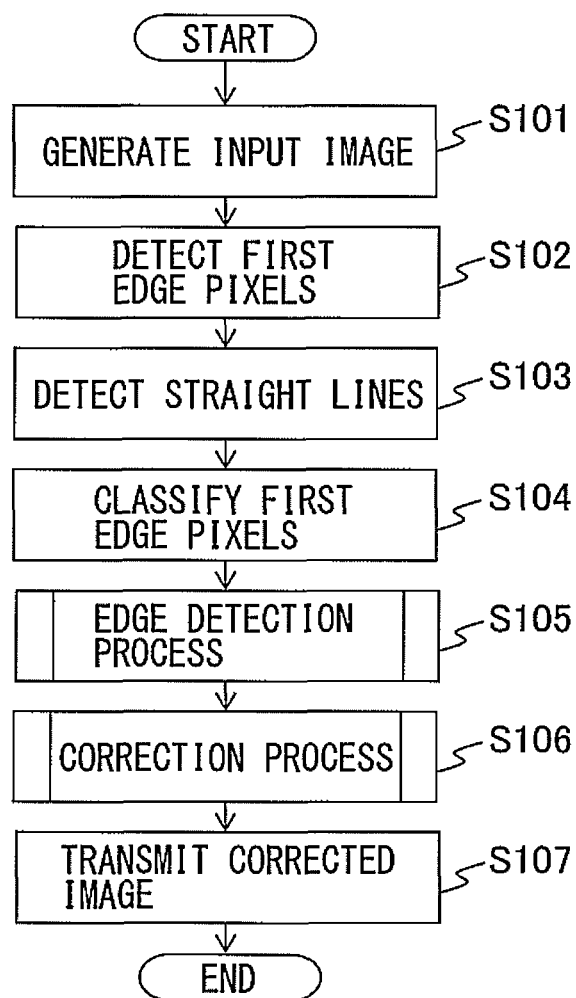 START
GENERATE INPUT IMAGE
S101
DETECT FIRST
EDGE PIXELS
S102
DETECT STRAIGHT LINES
S103
CLASSIFY FIRST
EDGE PIXELS
S104
EDGE DETECTION
PROCESS
S105
CORRECTION PROCESS
S106
TRANSMIT CORRECTED
IMAGE
S107
END